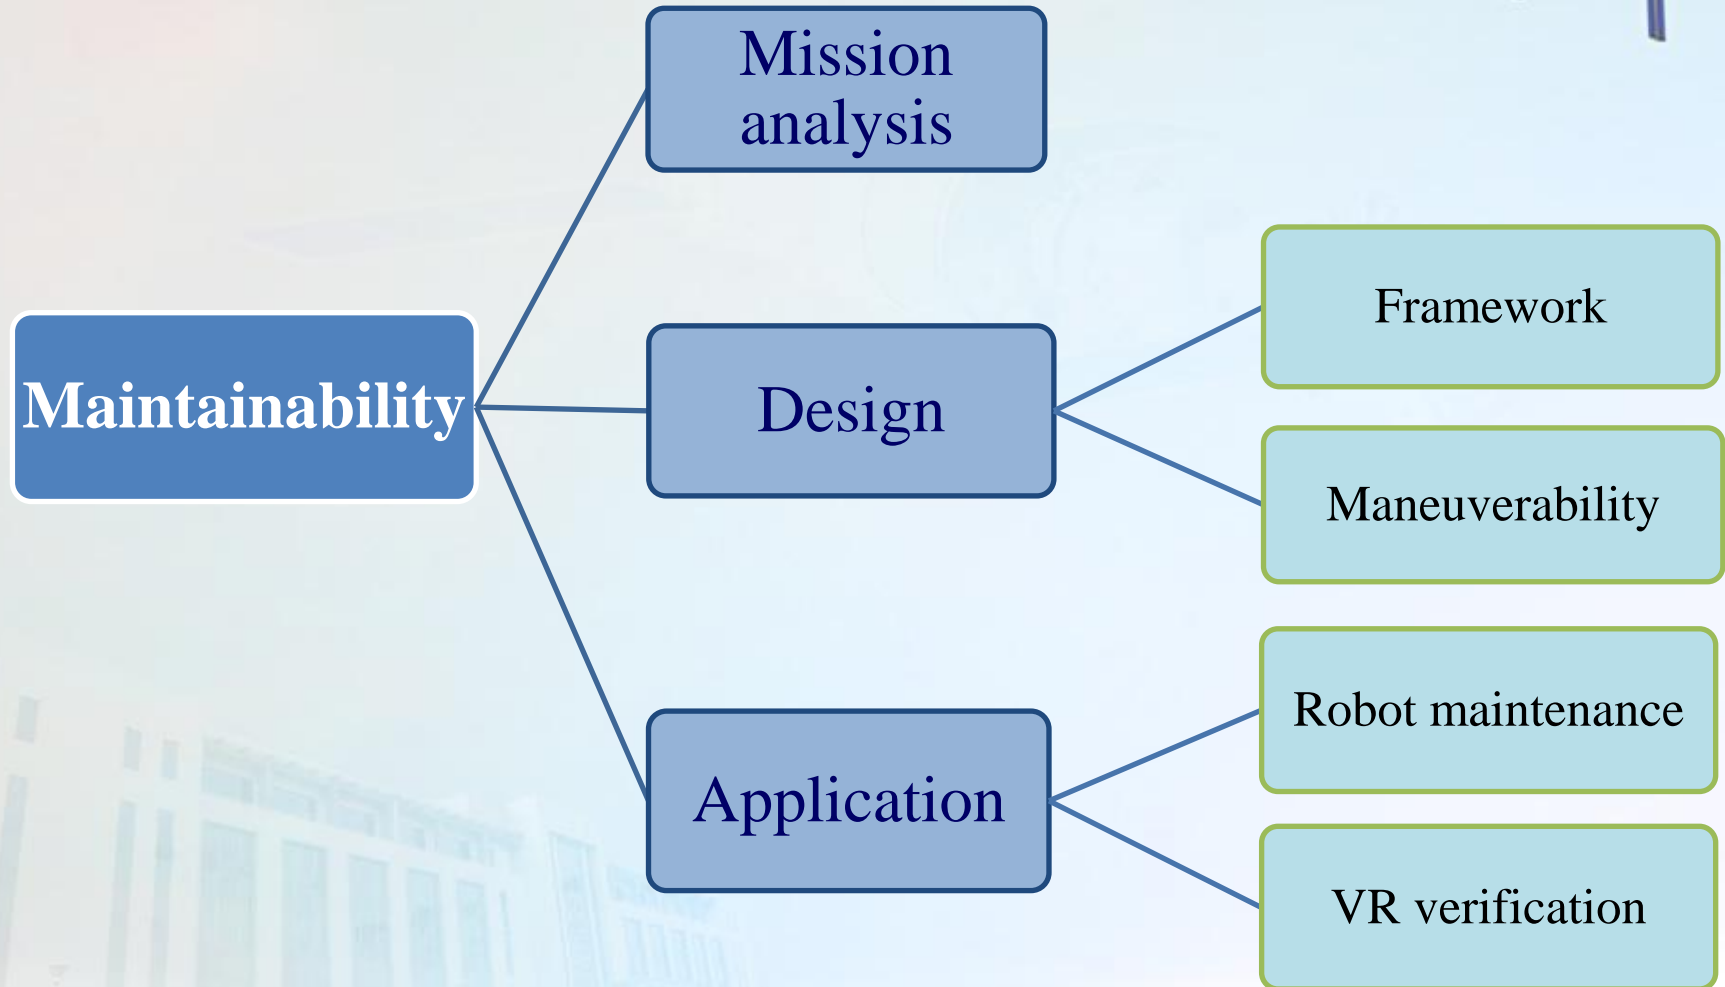 Mission
analysis
Framework
Maintainability
Design
Maneuverability
Robot maintenance
Application
VR verification